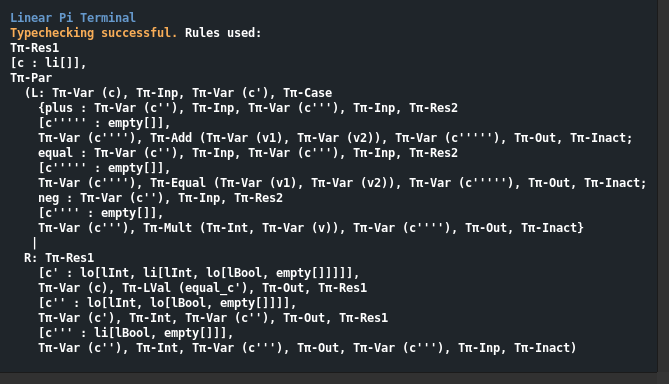 Linear Pi Terminal
Typechecking successful. Rules used:
Tπ-Res1
[c : li[]],
Tπ-Par
(L: Tπ-Var (c), Tπ-Inp, Tπ-Var (c'), Tπ-Case
{plus : Tπ-Var (c''), Tπ-Inp, Tπ-Var (c'''), Tπ-Inp, Tπ-Res2
[c''''' : empty[]],
Tπ-Var (c''''), Tπ-Add (Tπ-Var (v1), Tπ-Var (v2)), Tπ-Var (c'''''), Tπ-Out, Tπ-Inact;
equal : Tπ-Var (c''), Tπ-Inp, Tπ-Var (c'''), Tπ-Inp, Tπ-Res2
[c''''' : empty[]],
Tπ-Var (c''''), Tπ-Equal (Tπ-Var (v1), Tπ-Var (v2)), Tπ-Var (c'''''), Tπ-Out, Tπ-Inact;
neg : Tπ-Var (c''), Tπ-Inp, Tπ-Res2
[c'''' : empty[]],
Tπ-Var (c'''), Tπ-Mult (Tπ-Int, Tπ-Var (v)), Tπ-Var (c''''), Tπ-Out, Tπ-Inact}
|
R: Tπ-Res1
[c' : lo[lInt, li[lInt, lo[lBool, empty[]]]]],
Tπ-Var (c), Tπ-LVal (equal_c'), Tπ-Out, Tπ-Res1
[c'' : lo[lInt, lo[lBool, empty[]]]],
Tπ-Var (c'), Tπ-Int, Tπ-Var (c''), Tπ-Out, Tπ-Res1
[c''' : li[lBool, empty[]]],
Tπ-Var (c''), Tπ-Int, Tπ-Var (c'''), Tπ-Out, Tπ-Var (c'''), Tπ-Inp, Tπ-Inact)